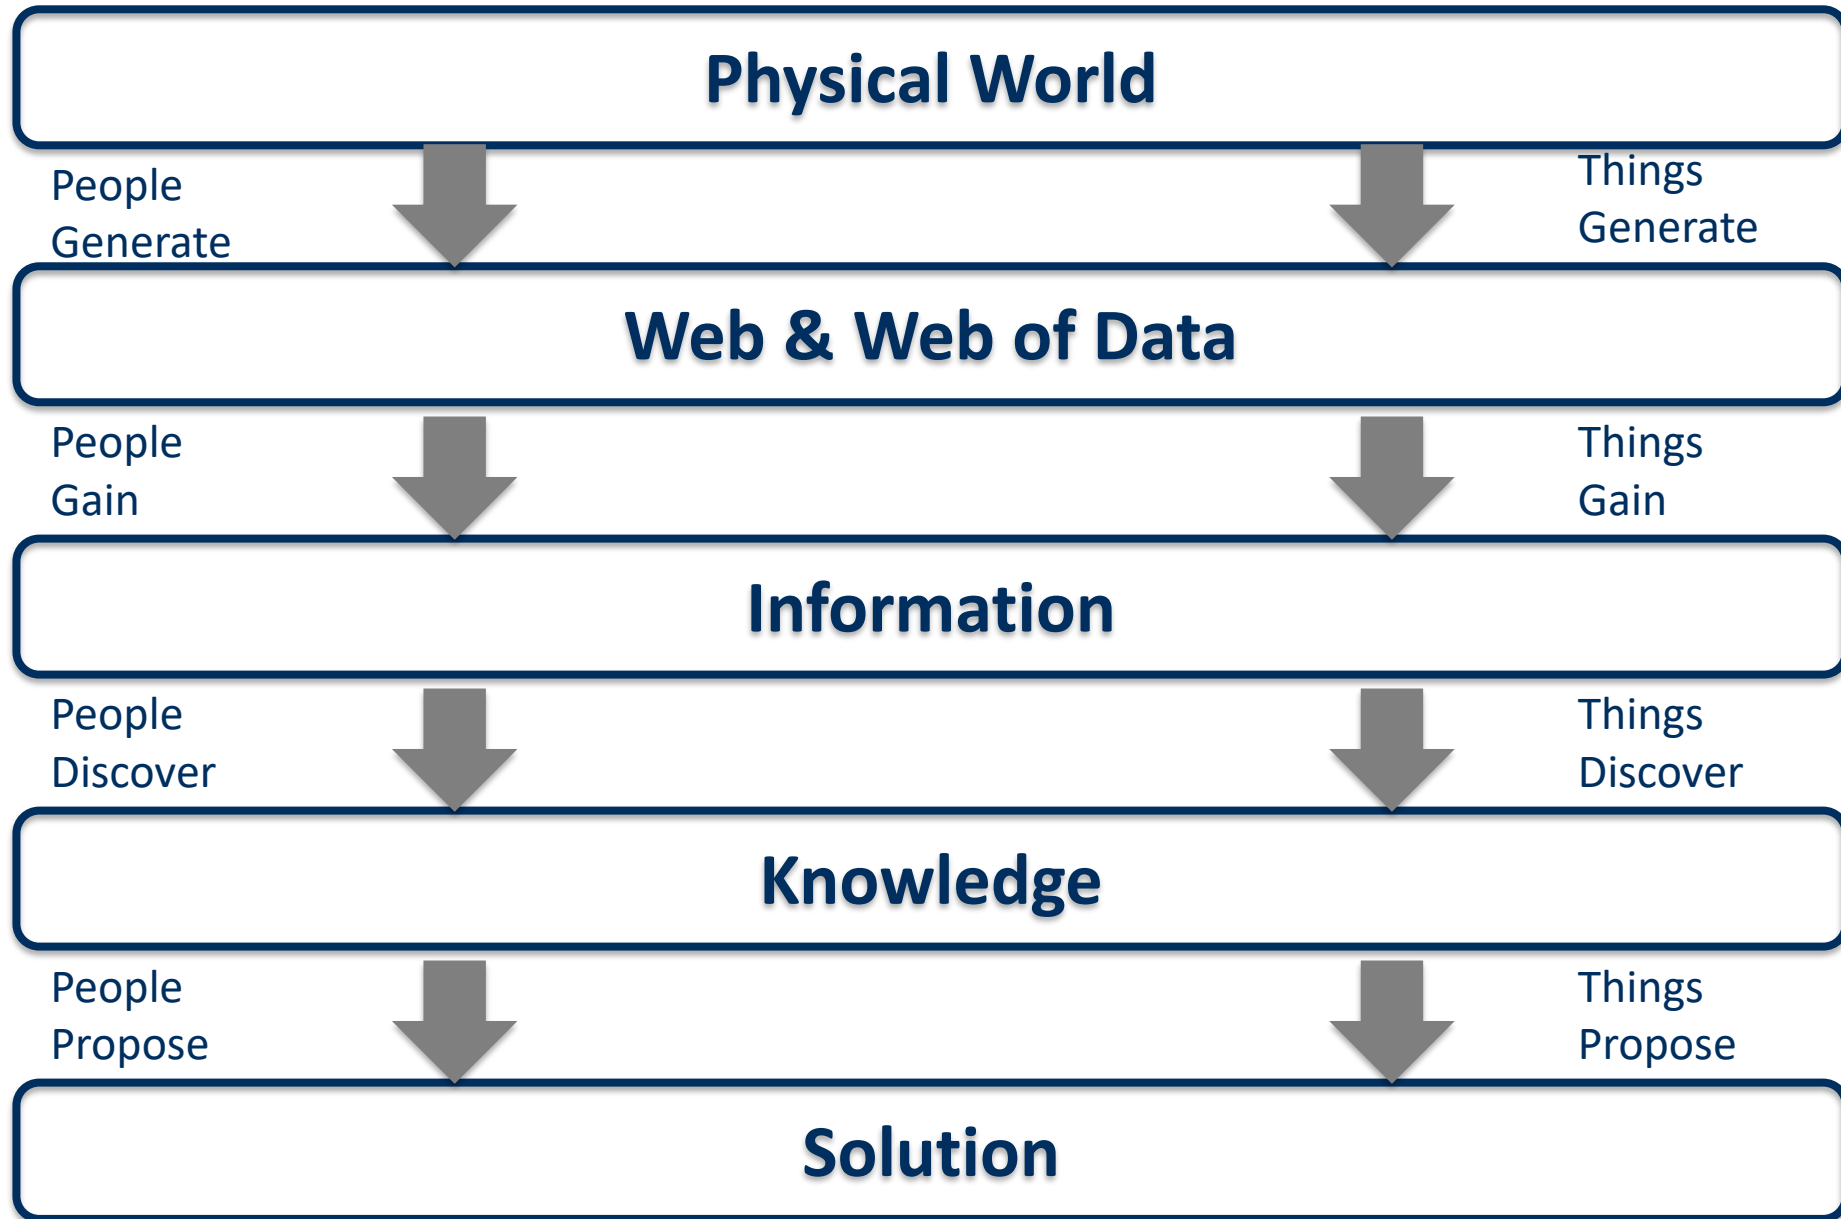 Physical World
People
Generate
Things
Generate
Web & Web of Data
People
Gain
Things
Gain
Information
People
Discover
Things
Discover
Knowledge
People
Propose
Things
Propose
Solution